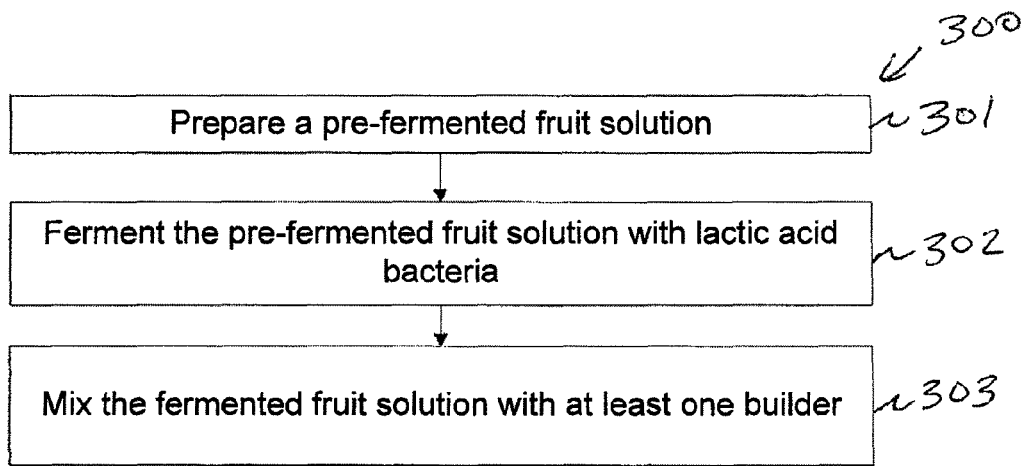 300
Prepare a pre-fermented fruit solution 301
Ferment the pre-fermented fruit solution with lactic acid
bacteria 302
Mix the fermented fruit solution with at least one builder 303